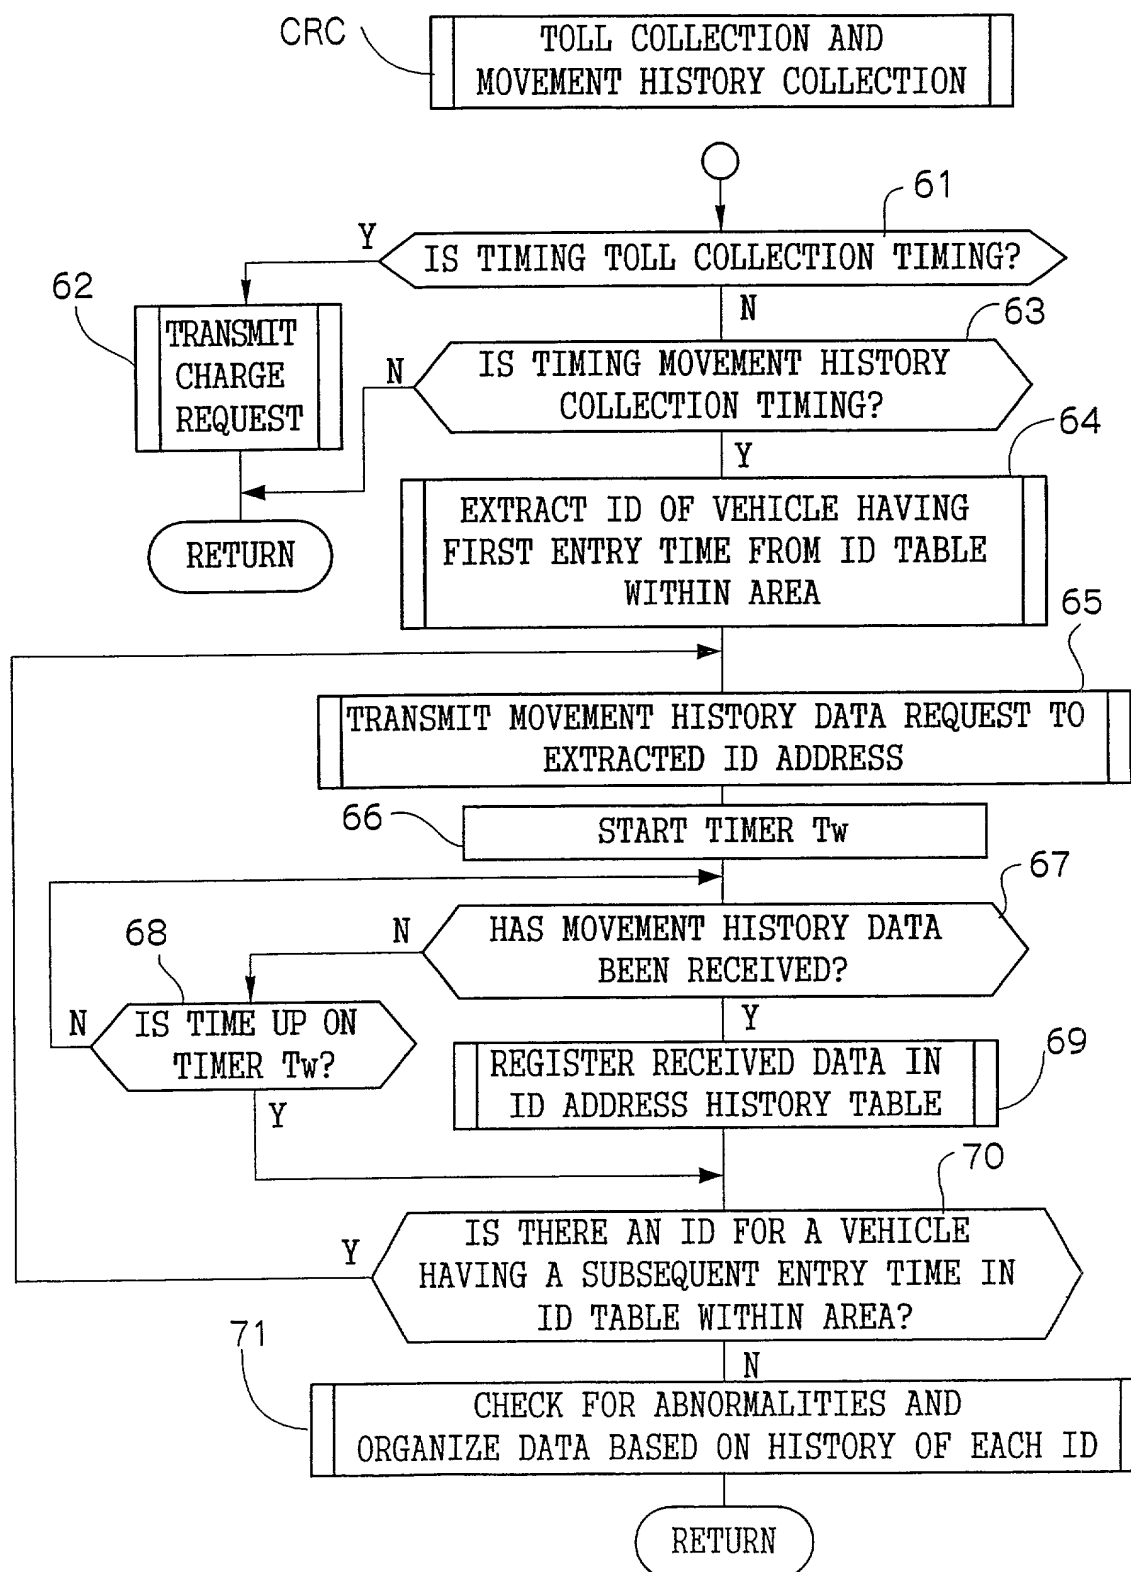 CRC
TOLL COLLECTION AND
MOVEMENT HISTORY COLLECTION
61
Y
IS TIMING TOLL COLLECTION TIMING?
62
N
63
TRANSMIT
CHARGE
REQUEST
N
IS TIMING MOVEMENT HISTORY
COLLECTION TIMING?
64
Y
RETURN
EXTRACT ID OF VEHICLE HAVING
FIRST ENTRY TIME FROM ID TABLE
WITHIN AREA
65
TRANSMIT MOVEMENT HISTORY DATA REQUEST TO
EXTRACTED ID ADDRESS
66
START TIMER Tw
67
68
N
HAS MOVEMENT HISTORY DATA
BEEN RECEIVED?
N
IS TIME UP ON
TIMER Tw?
Y
69
Y
REGISTER RECEIVED DATA IN
ID ADDRESS HISTORY TABLE
70
Y
IS THERE AN ID FOR A VEHICLE
HAVING A SUBSEQUENT ENTRY TIME IN
ID TABLE WITHIN AREA?
71
N
CHECK FOR ABNORMALITIES AND
ORGANIZE DATA BASED ON HISTORY OF EACH ID
RETURN